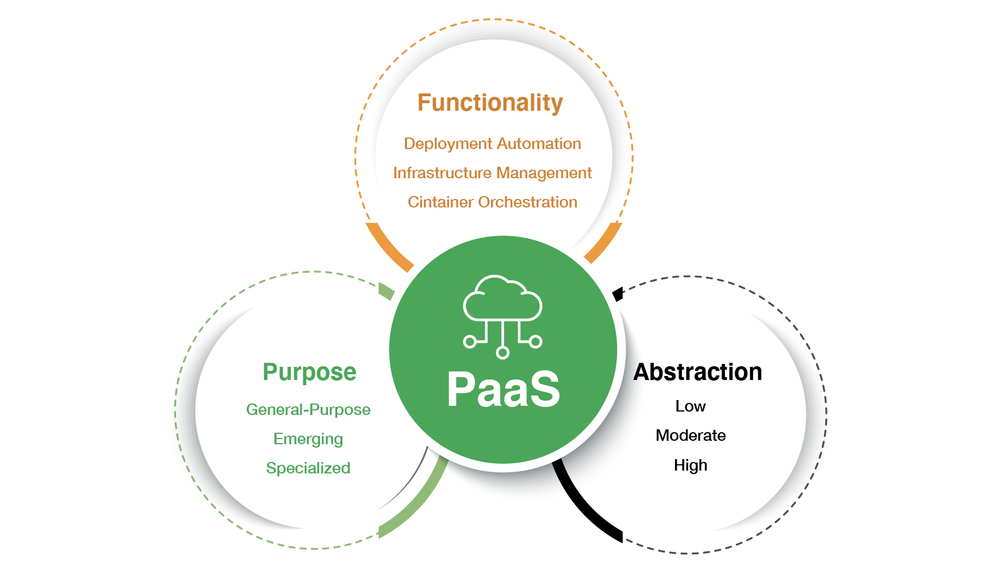 Functionality
Deployment Automation
Infrastructure Management
Cintainer Orchestration
PaaS
Purpose
General-Purpose
Emerging
Specialized
Abstraction
Low
Moderate
High